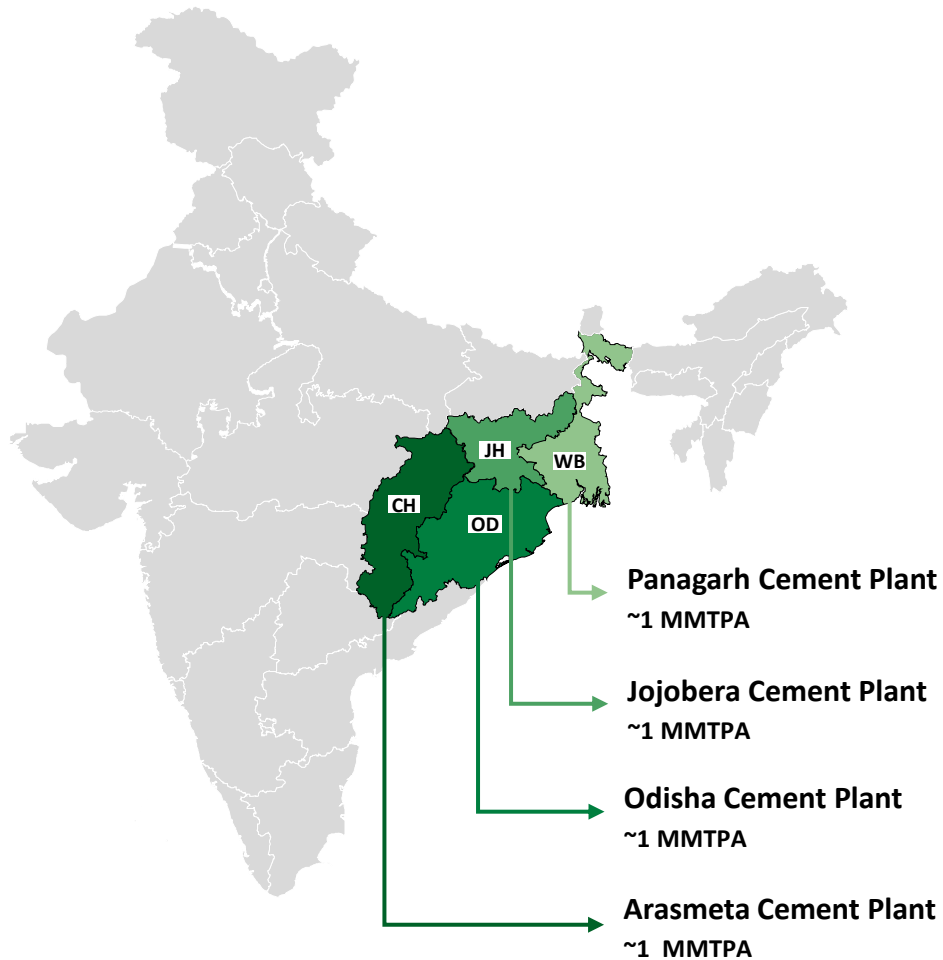 JH
WB
CH
OD
Panagarh Cement Plant
~1 MMTPA
Jojobera Cement Plant
~1 MMTPA
Odisha Cement Plant
~1 MMTPA
Arasmeta Cement Plant
~1 MMTPA